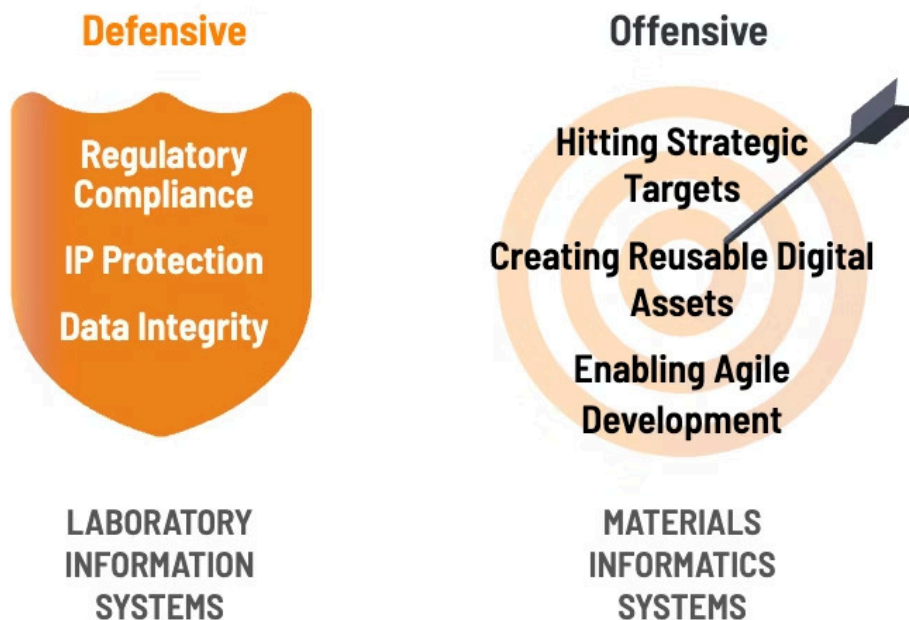 Defensive
Regulatory
Compliance
IP Protection
Data Integrity
LABORATORY
INFORMATION
SYSTEMS
Offensive
Hitting Strategic
Targets
Creating Reusable Digital
Assets
Enabling Agile
Development
MATERIALS
INFORMATICS
SYSTEMS